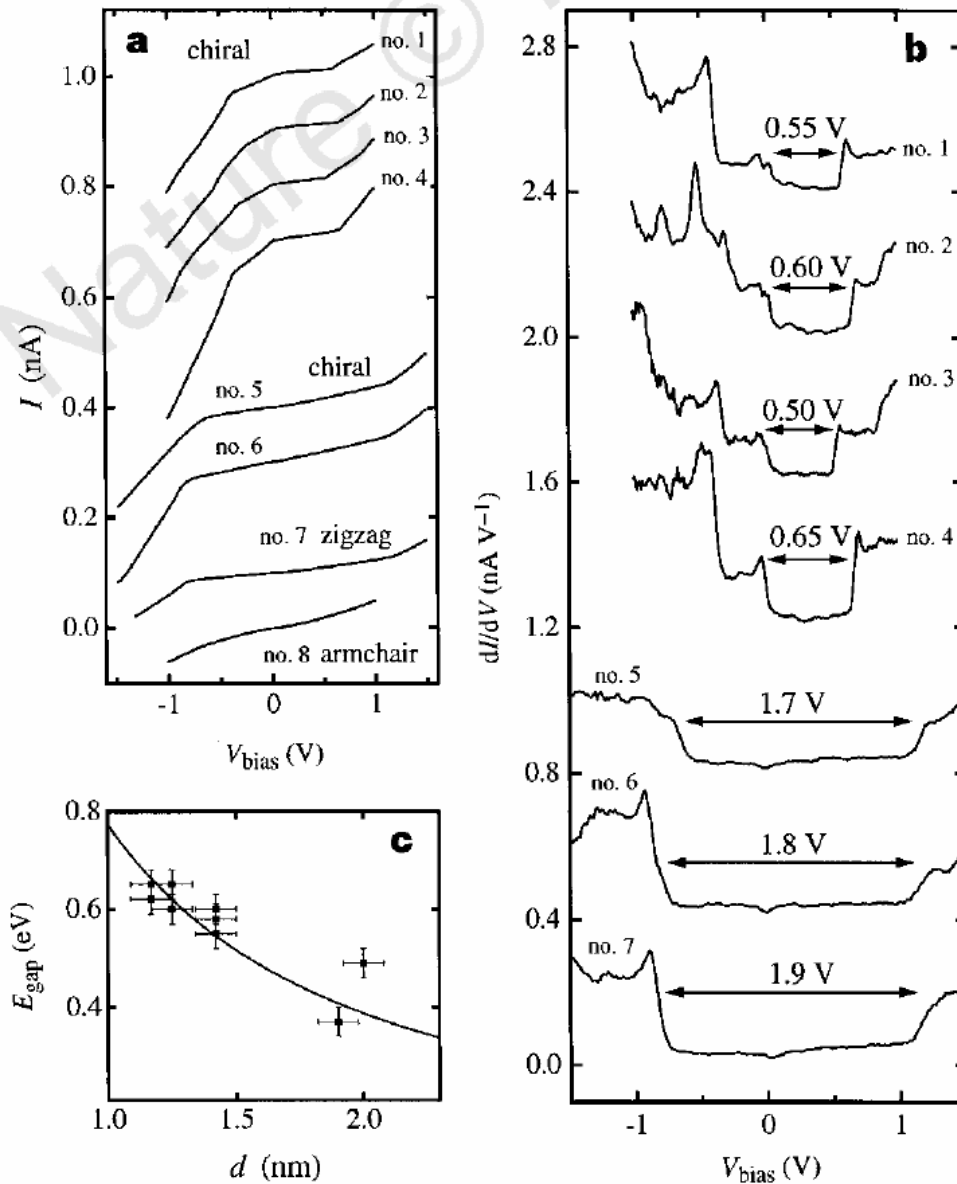 Nature ©
a
chiral
no. 1
no. 2
no. 3
no. 4
chiral
no. 5
no. 6
no. 7 zigzag
no. 8 armchair
1.0
0.8
0.6
0.4
0.2
0.0
I (nA)
-1
0
1
V_bias (V)
b
2.8
2.4
2.0
1.6
1.2
0.8
0.4
0.0
dI/dV (nA V⁻¹)
0.55 V
no. 1
0.60 V
no. 2
0.50 V
no. 3
0.65 V
no. 4
no. 5
1.7 V
no. 6
1.8 V
no. 7
1.9 V
-1
0
1
V_bias (V)
c
0.8
0.6
0.4
E_gap (eV)
1.0
1.5
2.0
d (nm)